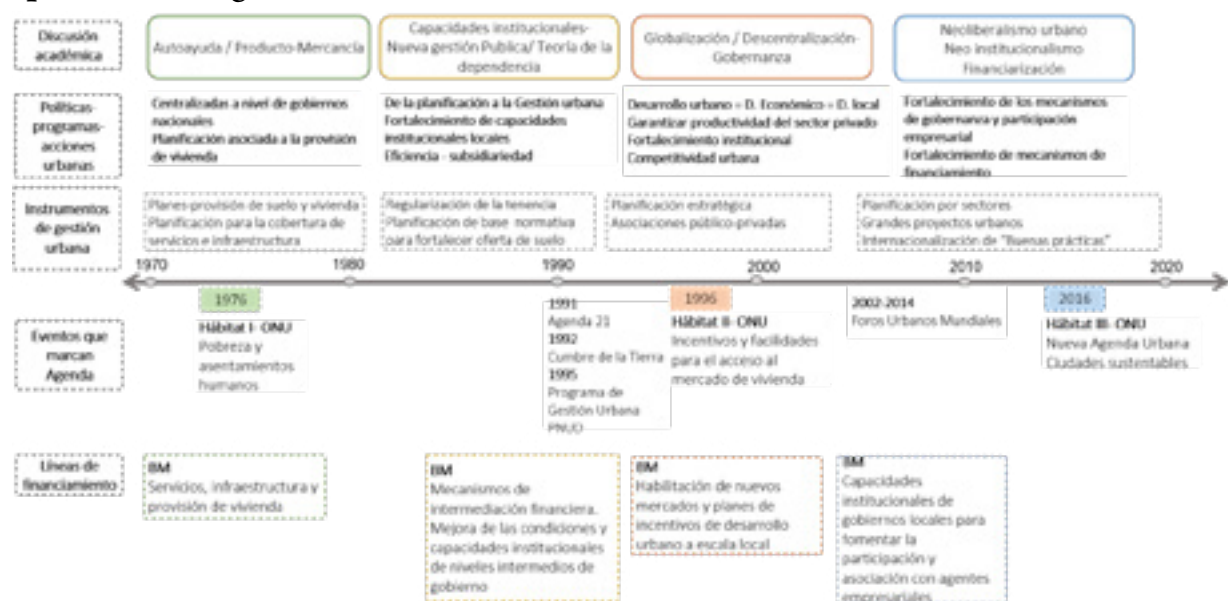 Discusión
académica
Autoayuda / Producto-Mercancía
Capacidades institucionales-
Nueva gestión Publica/ Teoría de la
dependencia
Globalización / Descentralización-
Gobernanza
Neoliberalismo urbano
Neo institucionalismo
Financiarización
Políticas-
programas-
acciones
urbanas
Centralizadas a nivel de gobiernos
nacionales
Planificación asociada a la provisión
de vivienda
De la planificación a la Gestión urbana
Fortalecimiento de capacidades
institucionales locales
Eficiencia - subsidiariedad
Desarrollo urbano = D. Económico = D. local
Garantizar productividad del sector privado
Fortalecimiento institucional
Competitividad urbana
Fortalecimiento de los mecanismos
de gobernanza y participación
empresarial
Fortalecimiento de mecanismos de
financiamiento
Instrumentos
de gestión
urbana
Planes-provisión de suelo y vivienda
Planificación para la cobertura de
servicios e infraestructura
Regularización de la tenencia
Planificación de base normativa
para fortalecer oferta de suelo
Planificación estratégica
Asociaciones público-privadas
Planificación por sectores
Grandes proyectos urbanos
Internacionalización de "Buenas prácticas"
1970
1980
1990
2000
2010
2020
Eventos que
marcan
Agenda
1976
Hábitat I- ONU
Pobreza y
asentamientos
humanos
1991
Agenda 21
1992
Cumbre de la Tierra
1995
Programa de
Gestión Urbana
PNUD
1996
Hábitat II- ONU
Incentivos y facilidades
para el acceso al
mercado de vivienda
2002-2014
Foros Urbanos Mundiales
2016
Hábitat III- ONU
Nueva Agenda Urbana
Ciudades sustentables
Líneas de
financiamiento
BM
Servicios, infraestructura y
provisión de vivienda
BM
Mecanismos de
intermediación financiera.
Mejora de las condiciones y
capacidades institucionales
de niveles intermedios de
gobierno
BM
Habilitación de nuevos
mercados y planes de
incentivos de desarrollo
urbano a escala local
BM
Capacidades
institucionales de
gobiernos locales para
fomentar la
participación y
asociación con agentes
empresariales